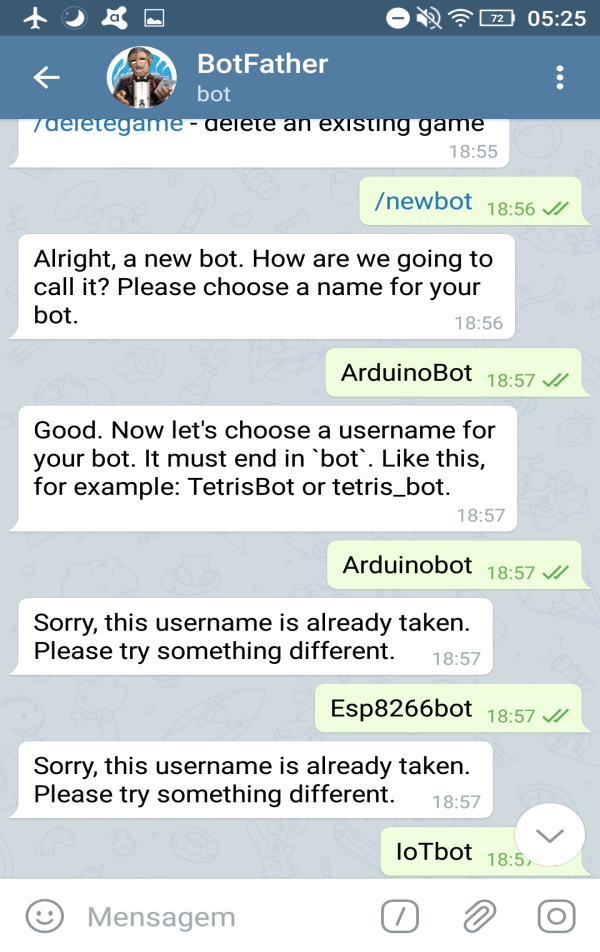 72 05:25
BotFather
bot
/deletegame - delete an existing game
18:55
/newbot 18:56
Alright, a new bot. How are we going to
call it? Please choose a name for your
bot.
18:56
ArduinoBot 18:57
Good. Now let's choose a username for
your bot. It must end in `bot`. Like this,
for example: TetrisBot or tetris_bot.
18:57
Arduinobot 18:57
Sorry, this username is already taken.
Please try something different. 18:57
Esp8266bot 18:57
Sorry, this username is already taken.
Please try something different. 18:57
IoTbot 18:57
Mensagem